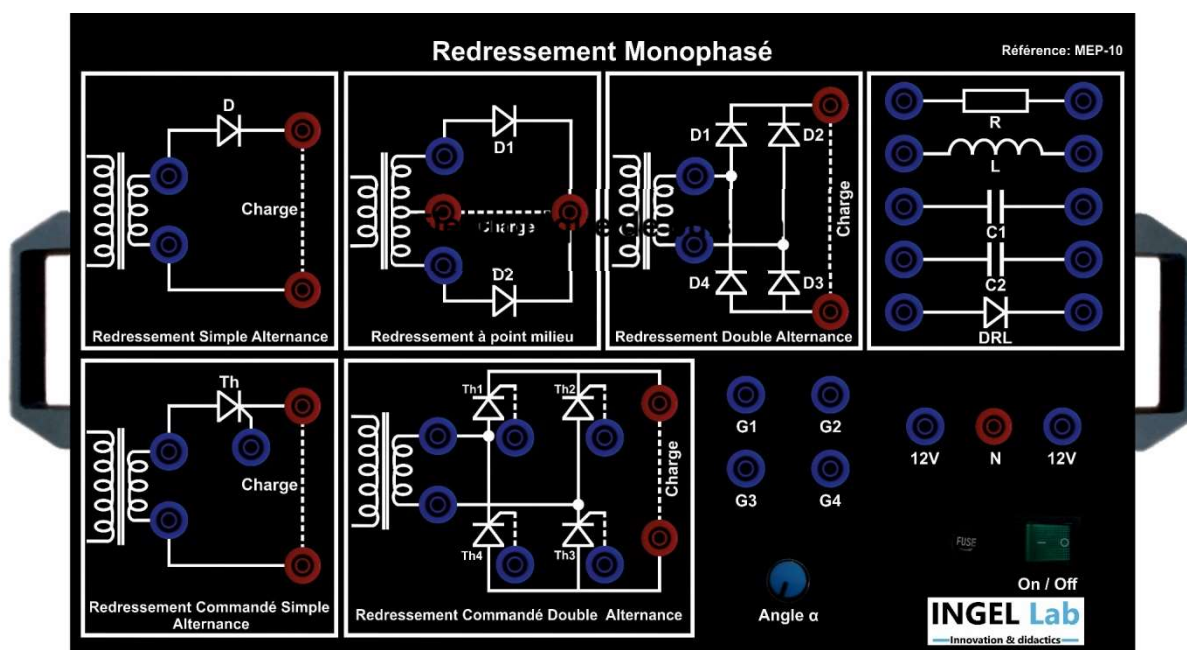 Redressement Monophasé
Référence: MEP-10
D
Charge
Redressement Simple Alternance
D1
Charge
D2
Redressement à point milieu
D1
D2
D4
D3
Charge
Redressement Double Alternance
R
L
C1
C2
DRL
Th
Charge
Redressement Commandé Simple
Alternance
Th1
Th2
Th4
Th3
Charge
Redressement Commandé Double Alternance
G1
G2
G3
G4
Angle α
12V
N
12V
FUSE
On / Off
INGEL Lab
Innovation & didactics